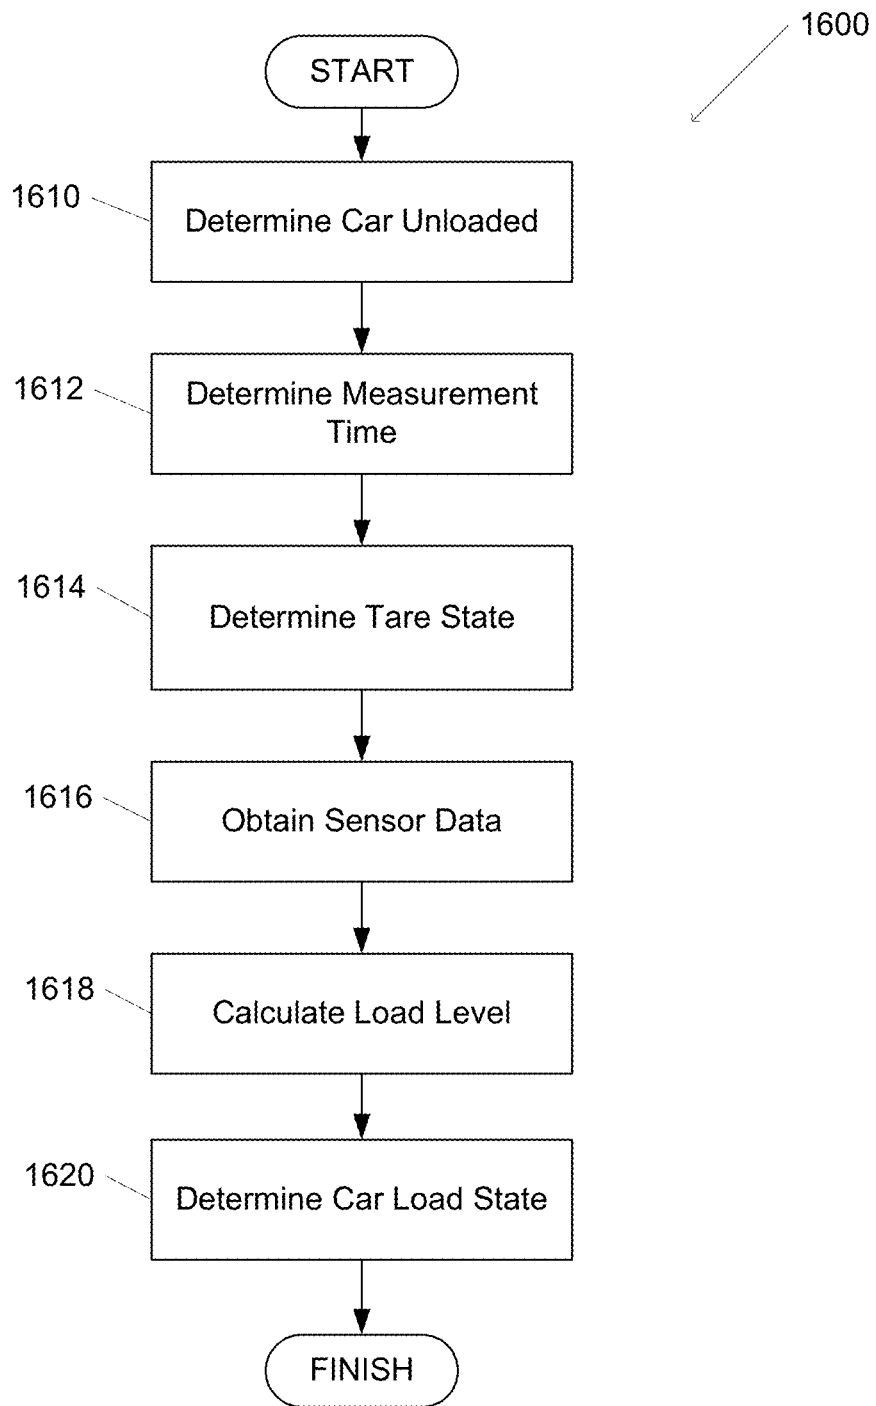 1600
START
1610
Determine Car Unloaded
1612
Determine Measurement
Time
1614
Determine Tare State
1616
Obtain Sensor Data
1618
Calculate Load Level
1620
Determine Car Load State
FINISH